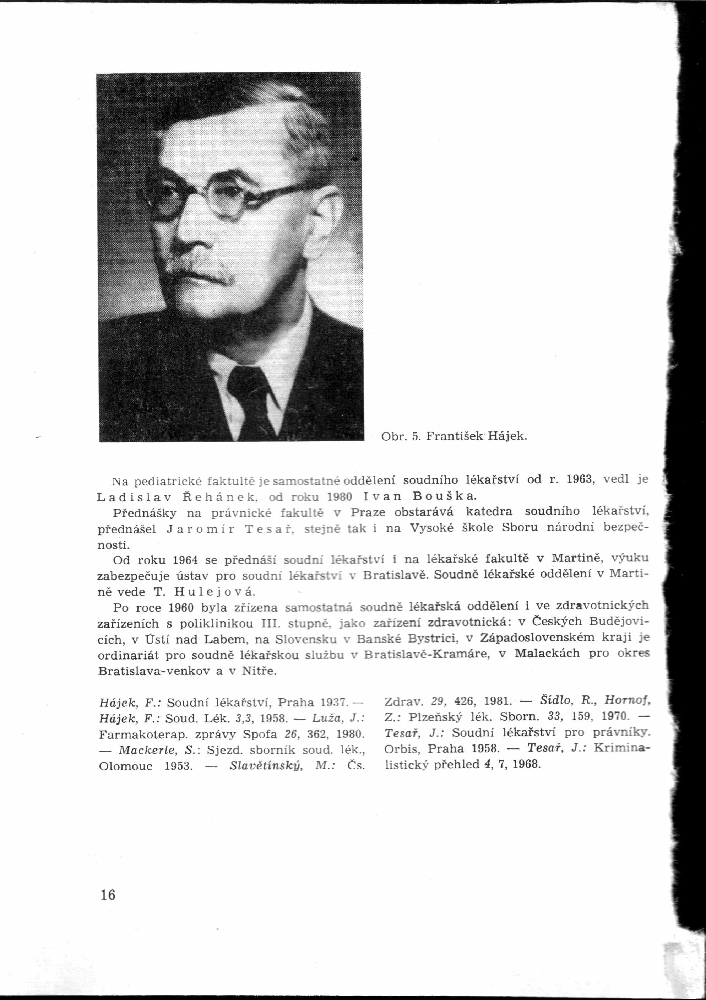 Obr. 5. František Hájek.
Na pediatrické faktultě je samostatné oddělení soudního lékařství od r. 1963, vedl je
Ladislav Řehánek, od roku 1980 Ivan Bouška.
Přednášky na právnické fakultě v Praze obstarává katedra soudního lékařství,
přednášel Jaromír Tesař, stejně tak i na Vysoké škole Sboru národní bezpeč-
nosti.
Od roku 1964 se přednáší soudní lékařství i na lékařské fakultě v Martině, výuku
zabezpečuje ústav pro soudní lékařství v Bratislavě. Soudně lékařské oddělení v Marti-
ně vede T. Hulejová.
Po roce 1960 byla zřízena samostatná soudně lékařská oddělení i ve zdravotnických
zařízeních s poliklinikou III. stupně, jako zařízení zdravotnická: v Českých Budějovi-
cích, v Ústí nad Labem, na Slovensku v Banské Bystrici, v Západoslovenském kraji je
ordinariát pro soudně lékařskou službu v Bratislavě-Kramáre, v Malackách pro okres
Bratislava-venkov a v Nitře.
Hájek, F.: Soudní lékařství, Praha 1937. —
Hájek, F.: Soud. Lék. 3,3, 1958. — Luža, J.:
Farmakoterap. zprávy Spofa 26, 362, 1980.
— Mackerle, S.: Sjezd. sborník soud. lék.,
Olomouc 1953. — Slavětínský, M.: Čs.
Zdrav. 29, 426, 1981. — Šídlo, R., Hornof,
Z.: Plzeňský lék. Sborn. 33, 159, 1970. —
Tesař, J.: Soudní lékařství pro právníky.
Orbis, Praha 1958. — Tesař, J.: Krimina-
listický přehled 4, 7, 1968.
16